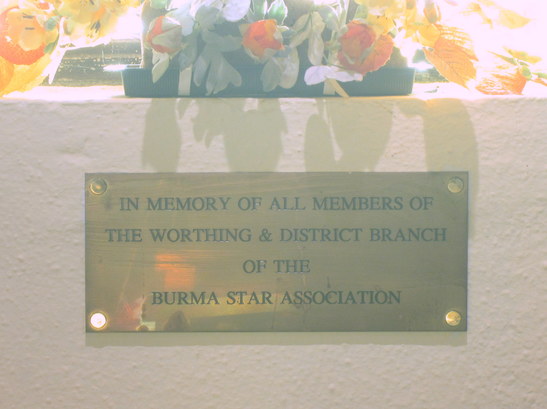 IN MEMORY OF ALL MEMBERS OF
THE WORTHING & DISTRICT BRANCH
OF THE
BURMA STAR ASSOCIATION